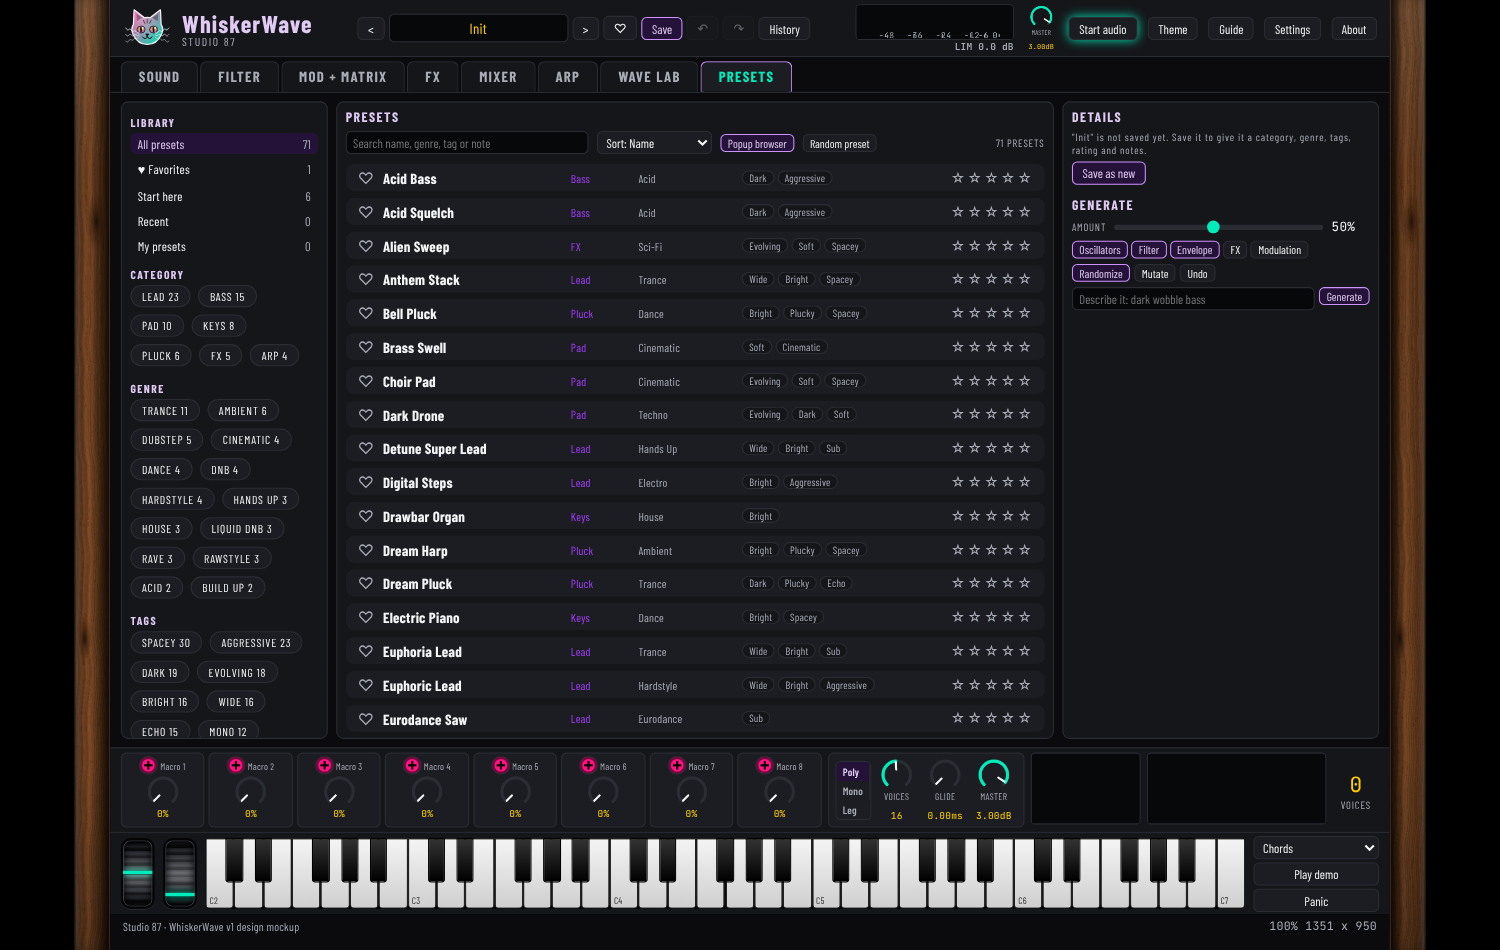 WhiskerWave
STUDIO 87
< Init > ♡ Save ↶ ↷ History
LIM 0.0 dB
MASTER
3.00dB
Start audio Theme Guide Settings About
SOUND FILTER MOD + MATRIX FX MIXER ARP WAVE LAB PRESETS
LIBRARY
All presets 71
♥ Favorites 1
Start here 6
Recent 0
My presets 0
CATEGORY
LEAD 23 BASS 15
PAD 10 KEYS 8
PLUCK 6 FX 5 ARP 4
GENRE
TRANCE 11 AMBIENT 6
DUBSTEP 5 CINEMATIC 4
DANCE 4 DNB 4
HARDSTYLE 4 HANDS UP 3
HOUSE 3 LIQUID DNB 3
RAVE 3 RAWSTYLE 3
ACID 2 BUILD UP 2
TAGS
SPACEY 30 AGGRESSIVE 23
DARK 19 EVOLVING 18
BRIGHT 16 WIDE 16
ECHO 15 MONO 12
PRESETS
Search name, genre, tag or note Sort: Name Popup browser Random preset 71 PRESETS
Acid Bass Bass Acid Dark Aggressive ☆☆☆☆☆
Acid Squelch Bass Acid Dark Aggressive ☆☆☆☆☆
Alien Sweep FX Sci-Fi Evolving Soft Spacey ☆☆☆☆☆
Anthem Stack Lead Trance Wide Bright Spacey ☆☆☆☆☆
Bell Pluck Pluck Dance Bright Plucky Spacey ☆☆☆☆☆
Brass Swell Pad Cinematic Soft Cinematic ☆☆☆☆☆
Choir Pad Pad Cinematic Evolving Soft Spacey ☆☆☆☆☆
Dark Drone Pad Techno Evolving Dark Soft ☆☆☆☆☆
Detune Super Lead Lead Hands Up Wide Bright Sub ☆☆☆☆☆
Digital Steps Lead Electro Bright Aggressive ☆☆☆☆☆
Drawbar Organ Keys House Bright ☆☆☆☆☆
Dream Harp Pluck Ambient Bright Plucky Spacey ☆☆☆☆☆
Dream Pluck Pluck Trance Dark Plucky Echo ☆☆☆☆☆
Electric Piano Keys Dance Bright Spacey ☆☆☆☆☆
Euphoria Lead Lead Trance Wide Bright Sub ☆☆☆☆☆
Euphoric Lead Lead Hardstyle Wide Bright Aggressive ☆☆☆☆☆
Eurodance Saw Lead Eurodance Sub ☆☆☆☆☆
DETAILS
"Init" is not saved yet. Save it to give it a category, genre, tags,
rating and notes.
Save as new
GENERATE
AMOUNT 50%
Oscillators Filter Envelope FX Modulation
Randomize Mutate Undo
Describe it: dark wobble bass Generate
Macro 1 Macro 2 Macro 3 Macro 4 Macro 5 Macro 6 Macro 7 Macro 8
0% 0% 0% 0% 0% 0% 0% 0%
Poly
Mono
Leg
VOICES GLIDE MASTER
16 0.00ms 3.00dB
0
VOICES
C2 C3 C4 C5 C6 C7
Chords
Play demo
Panic
Studio 87 · WhiskerWave v1 design mockup
100% 1351 x 950